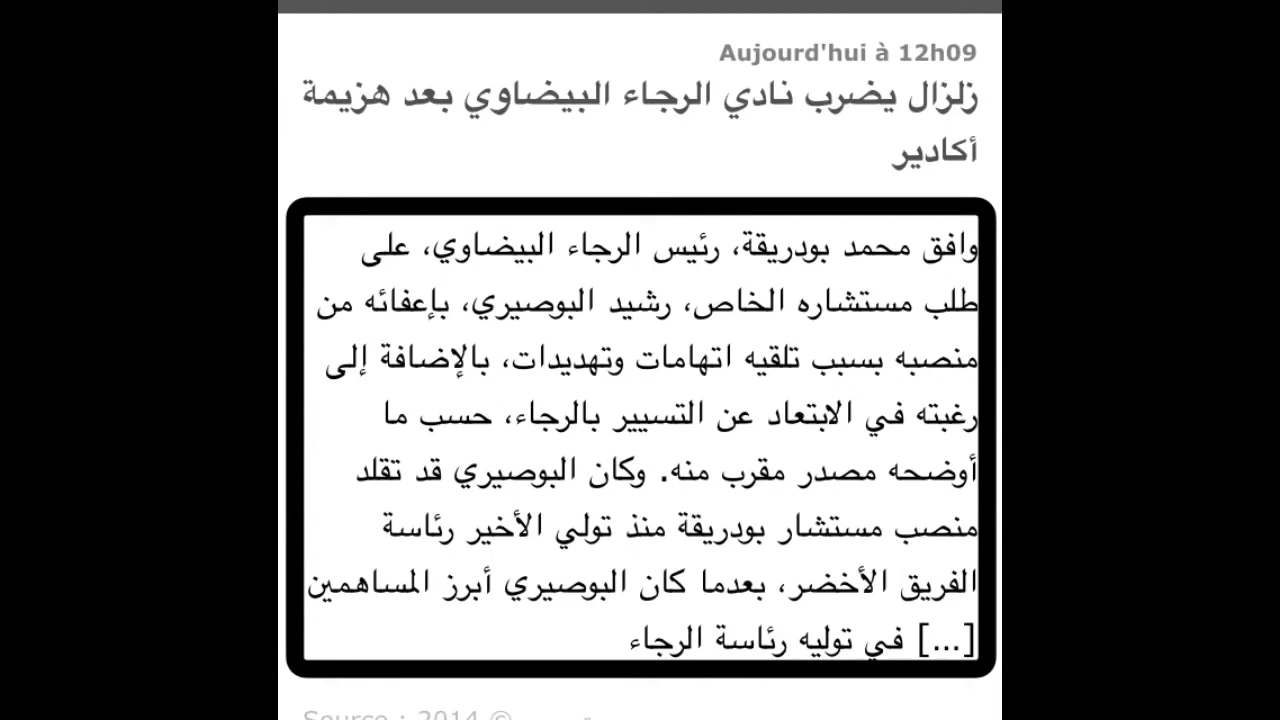 Aujourd'hui à 12h09
زلزال يضرب نادي الرجاء البيضاوي بعد هزيمة
أكادير
وافق محمد بودريقة، رئيس الرجاء البيضاوي، على
طلب مستشاره الخاص، رشيد البوصيري، بإعفائه من
منصبه بسبب تلقيه اتهامات وتهديدات، بالإضافة إلى
رغبته في الابتعاد عن التسيير بالرجاء، حسب ما
أوضحه مصدر مقرب منه. وكان البوصيري قد تقلد
منصب مستشار بودريقة منذ تولي الأخير رئاسة
الفريق الأخضر، بعدما كان البوصيري أبرز المساهمين
[...] في توليه رئاسة الرجاء
Source : 2014 ©